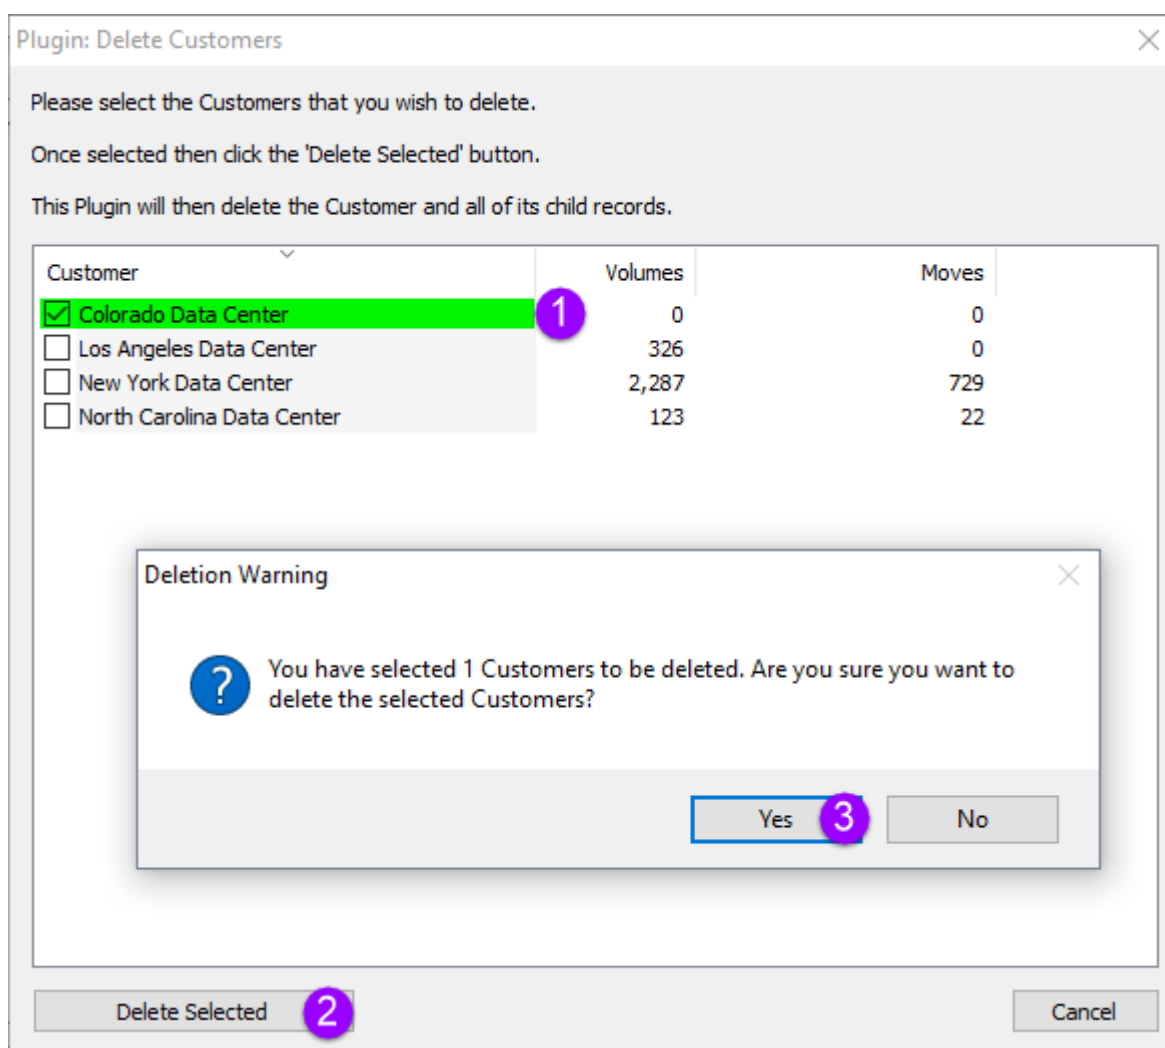 Plugin: Delete Customers
Please select the Customers that you wish to delete.
Once selected then click the 'Delete Selected' button.
This Plugin will then delete the Customer and all of its child records.
Customer Volumes Moves
Colorado Data Center 1 0 0
Los Angeles Data Center 326 0
New York Data Center 2,287 729
North Carolina Data Center 123 22
Deletion Warning
You have selected 1 Customers to be deleted. Are you sure you want to
delete the selected Customers?
Yes 3 No
Delete Selected 2 Cancel